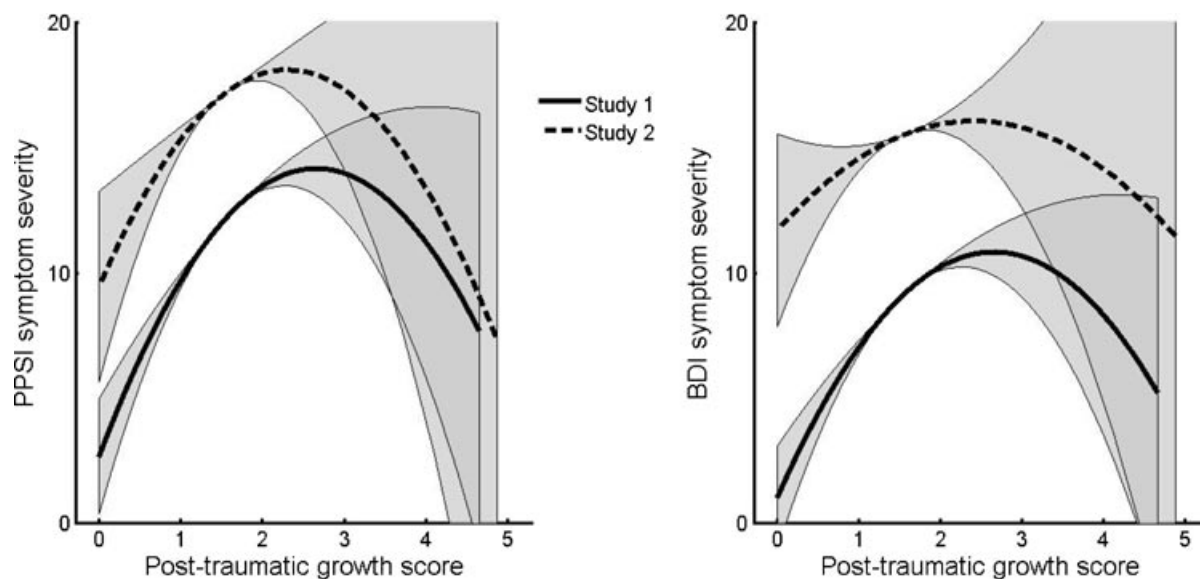 20
10
0
PPSI symptom severity
0 1 2 3 4 5
Post-traumatic growth score
Study 1
Study 2
20
10
0
BDI symptom severity
0 1 2 3 4 5
Post-traumatic growth score